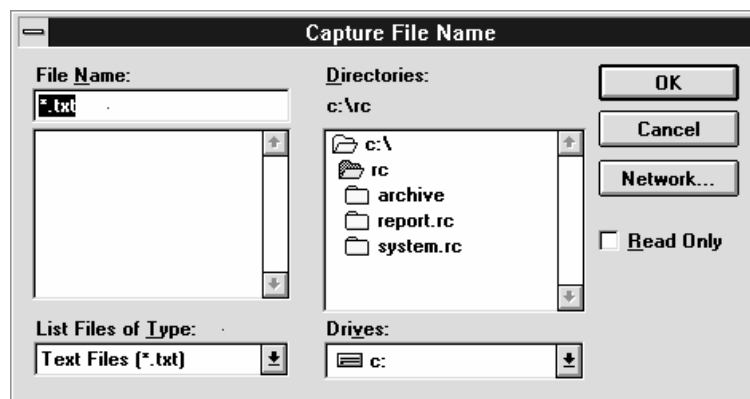 Capture File Name
File Name:
*.txt
List Files of Type:
Text Files (*.txt)
Directories:
c:\rc
c:\
rc
archive
report.rc
system.rc
Drives:
c:
OK
Cancel
Network...
Read Only